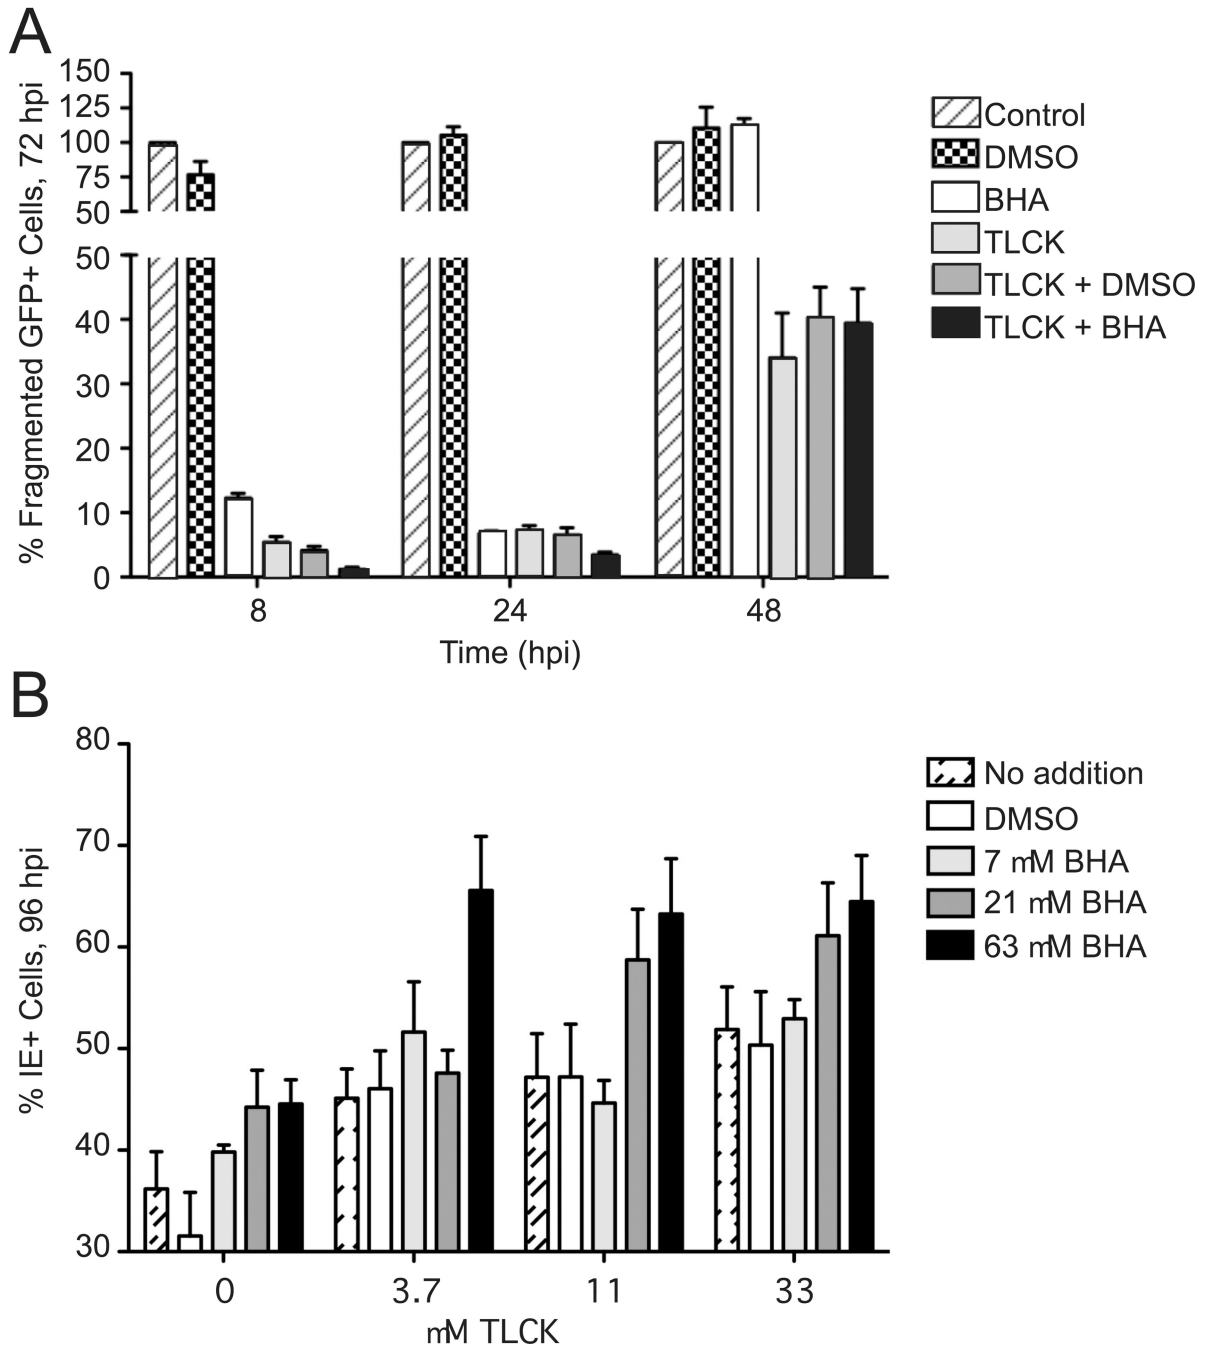 A
% Fragmented GFP+ Cells, 72 hpi
150
125
100
75
50
50
40
30
20
10
0
8
24
48
Time (hpi)
Control
DMSO
BHA
TLCK
TLCK + DMSO
TLCK + BHA
B
% IE+ Cells, 96 hpi
80
70
60
50
40
30
0
3.7
11
33
mM TLCK
No addition
DMSO
7 mM BHA
21 mM BHA
63 mM BHA